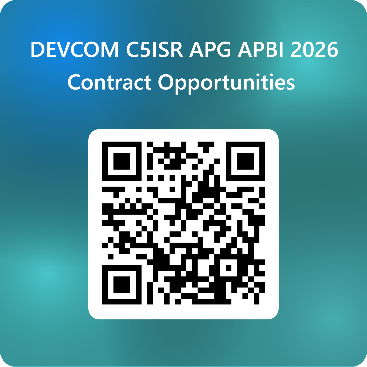 DEVCOM C5ISR APG APBI 2026
Contract Opportunities